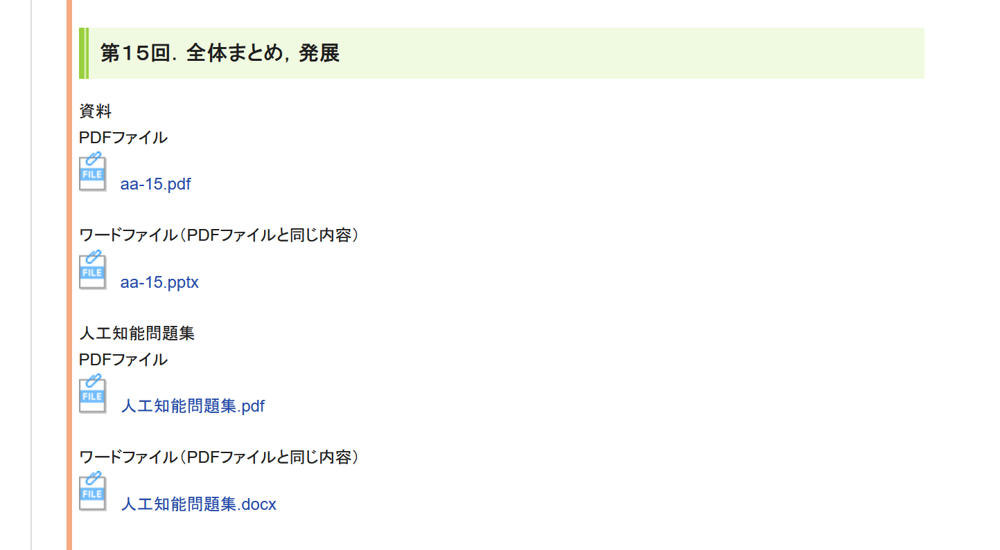 第15回. 全体まとめ, 発展
資料
PDFファイル
FILE
aa-15.pdf
ワードファイル(PDFファイルと同じ内容)
FILE
aa-15.pptx
人工知能問題集
PDFファイル
FILE
人工知能問題集.pdf
ワードファイル(PDFファイルと同じ内容)
FILE
人工知能問題集.docx